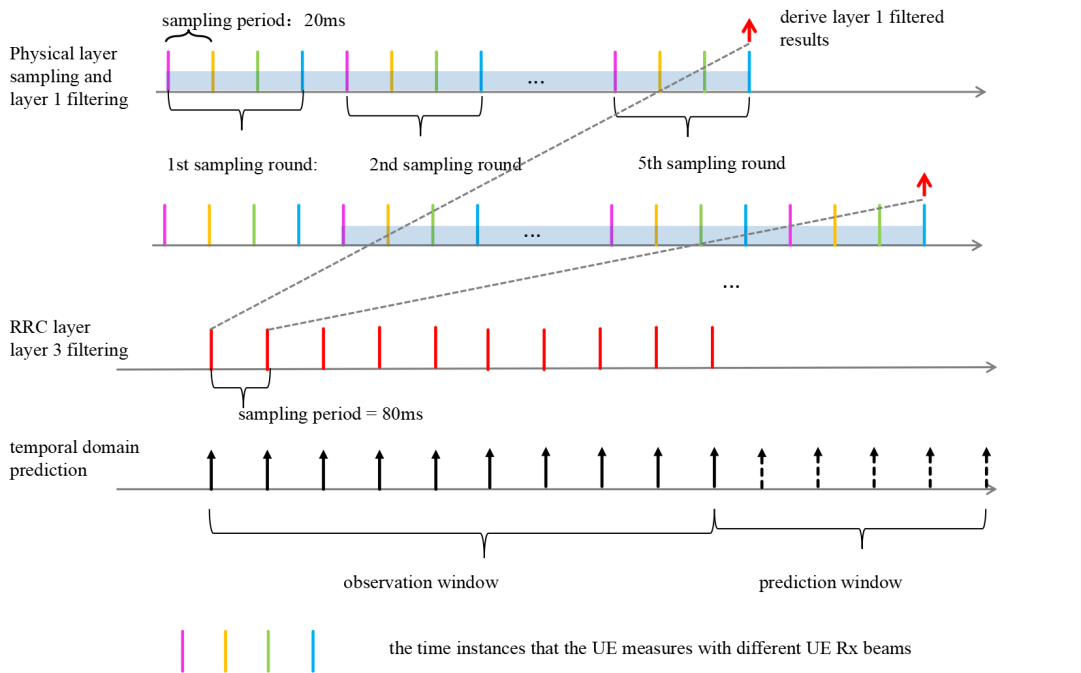 sampling period：20ms
derive layer 1 filtered
results
Physical layer
sampling and
layer 1 filtering
...
1st sampling round:
2nd sampling round
5th sampling round
...
...
RRC layer
layer 3 filtering
sampling period = 80ms
temporal domain
prediction
observation window
prediction window
the time instances that the UE measures with different UE Rx beams